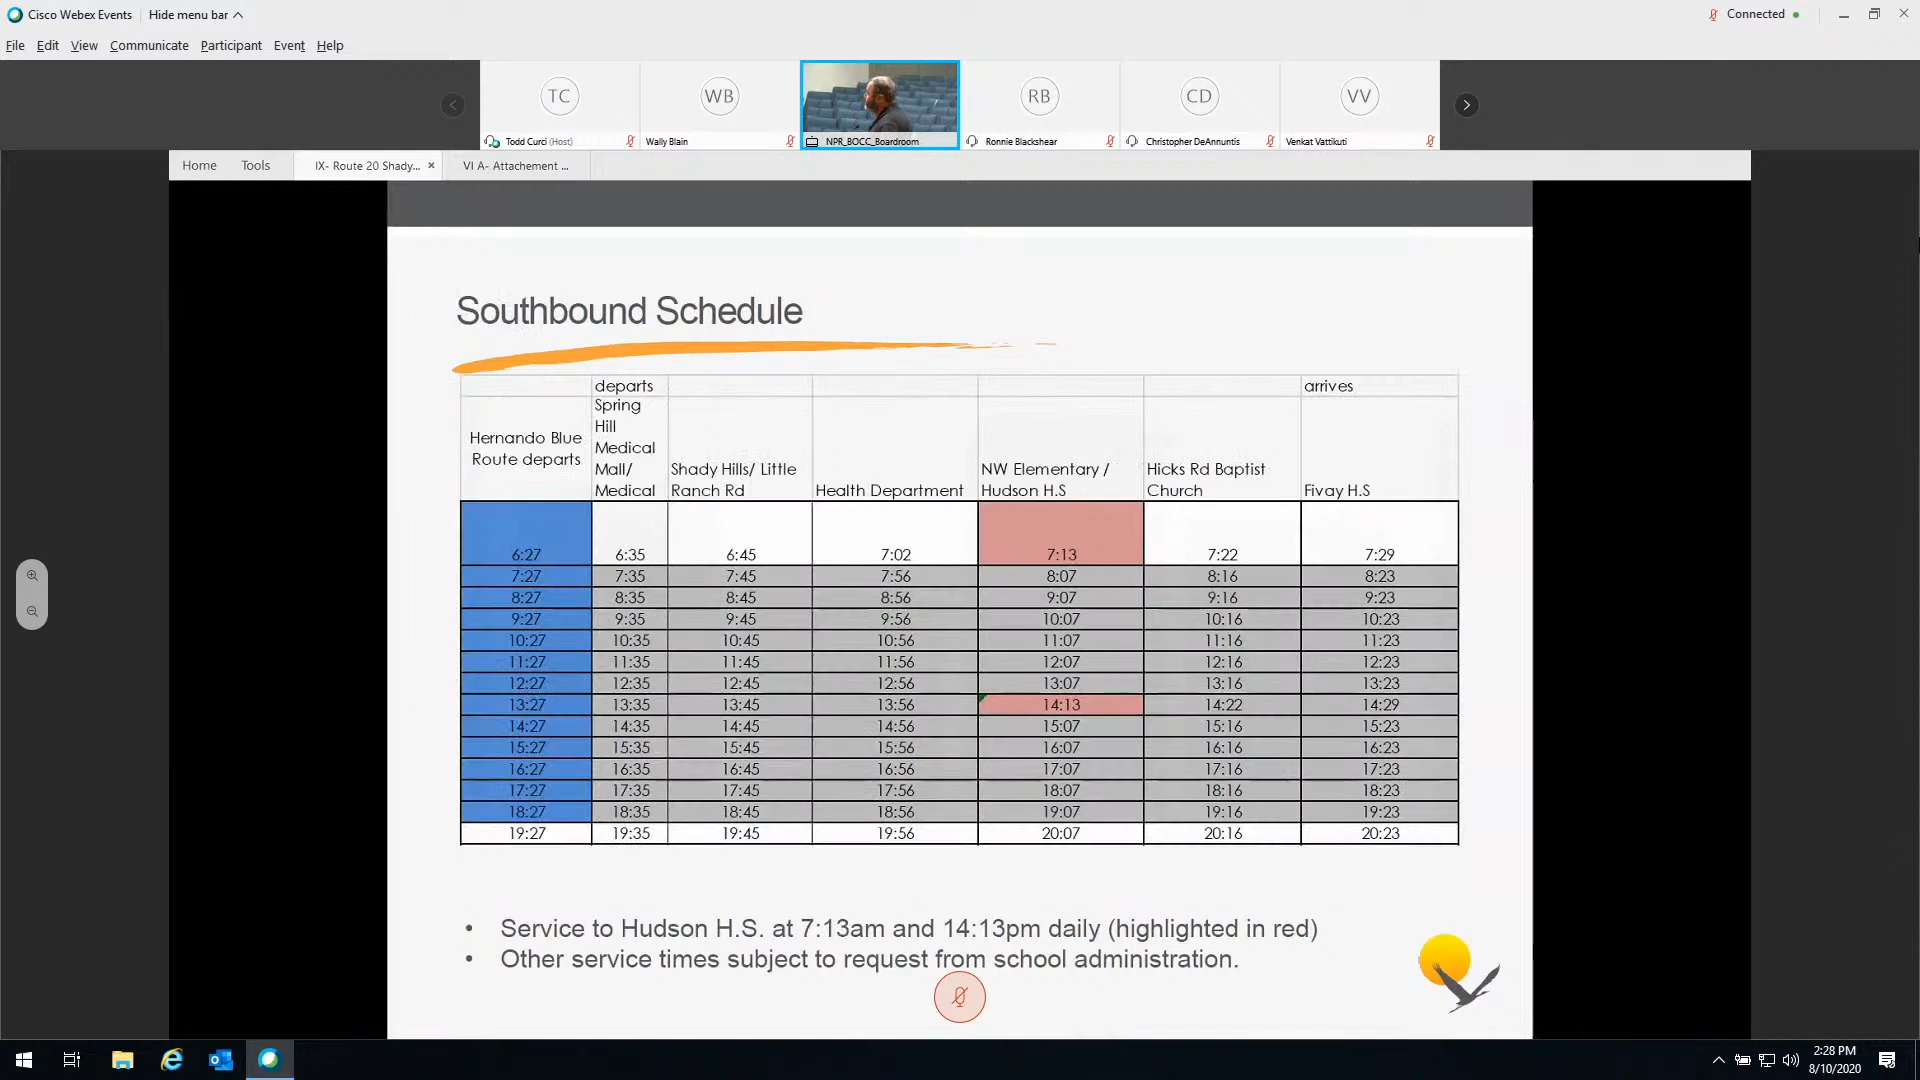 Cisco Webex Events Hide menu bar
Connected
File Edit View Communicate Participant Event Help
TC WB RB CD VV
Todd Curci (Host) Wally Blain NPR_BOCC_Boardroom Ronnie Blackshear Christopher DeAnnuntis Venkat Vattikuti
Home Tools IX- Route 20 Shady... × VI A- Attachement ...
Southbound Schedule
departs arrives
Hernando Blue Route departs
Spring Hill Medical Mall/ Medical
Shady Hills/ Little Ranch Rd
Health Department
NW Elementary / Hudson H.S
Hicks Rd Baptist Church
Fivay H.S
6:27 6:35 6:45 7:02 7:13 7:22 7:29
7:27 7:35 7:45 7:56 8:07 8:16 8:23
8:27 8:35 8:45 8:56 9:07 9:16 9:23
9:27 9:35 9:45 9:56 10:07 10:16 10:23
10:27 10:35 10:45 10:56 11:07 11:16 11:23
11:27 11:35 11:45 11:56 12:07 12:16 12:23
12:27 12:35 12:45 12:56 13:07 13:16 13:23
13:27 13:35 13:45 13:56 14:13 14:22 14:29
14:27 14:35 14:45 14:56 15:07 15:16 15:23
15:27 15:35 15:45 15:56 16:07 16:16 16:23
16:27 16:35 16:45 16:56 17:07 17:16 17:23
17:27 17:35 17:45 17:56 18:07 18:16 18:23
18:27 18:35 18:45 18:56 19:07 19:16 19:23
19:27 19:35 19:45 19:56 20:07 20:16 20:23
• Service to Hudson H.S. at 7:13am and 14:13pm daily (highlighted in red)
• Other service times subject to request from school administration.
2:28 PM
8/10/2020